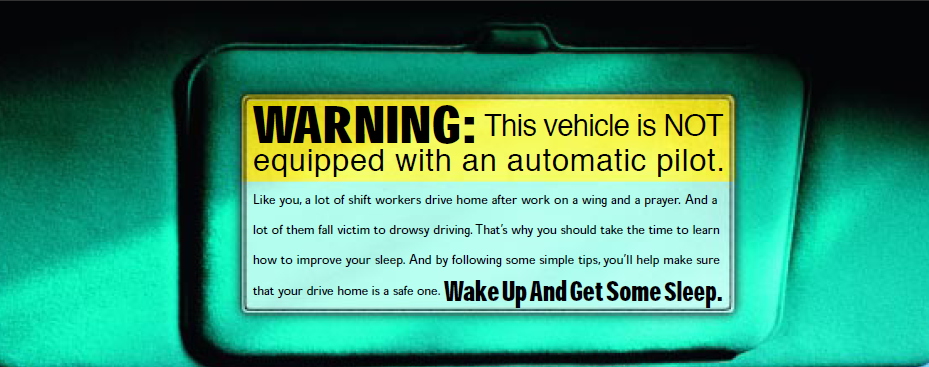 WARNING: This vehicle is NOT
equipped with an automatic pilot.
Like you, a lot of shift workers drive home after work on a wing and a prayer. And a
lot of them fall victim to drowsy driving. That's why you should take the time to learn
how to improve your sleep. And by following some simple tips, you'll help make sure
that your drive home is a safe one. Wake Up And Get Some Sleep.